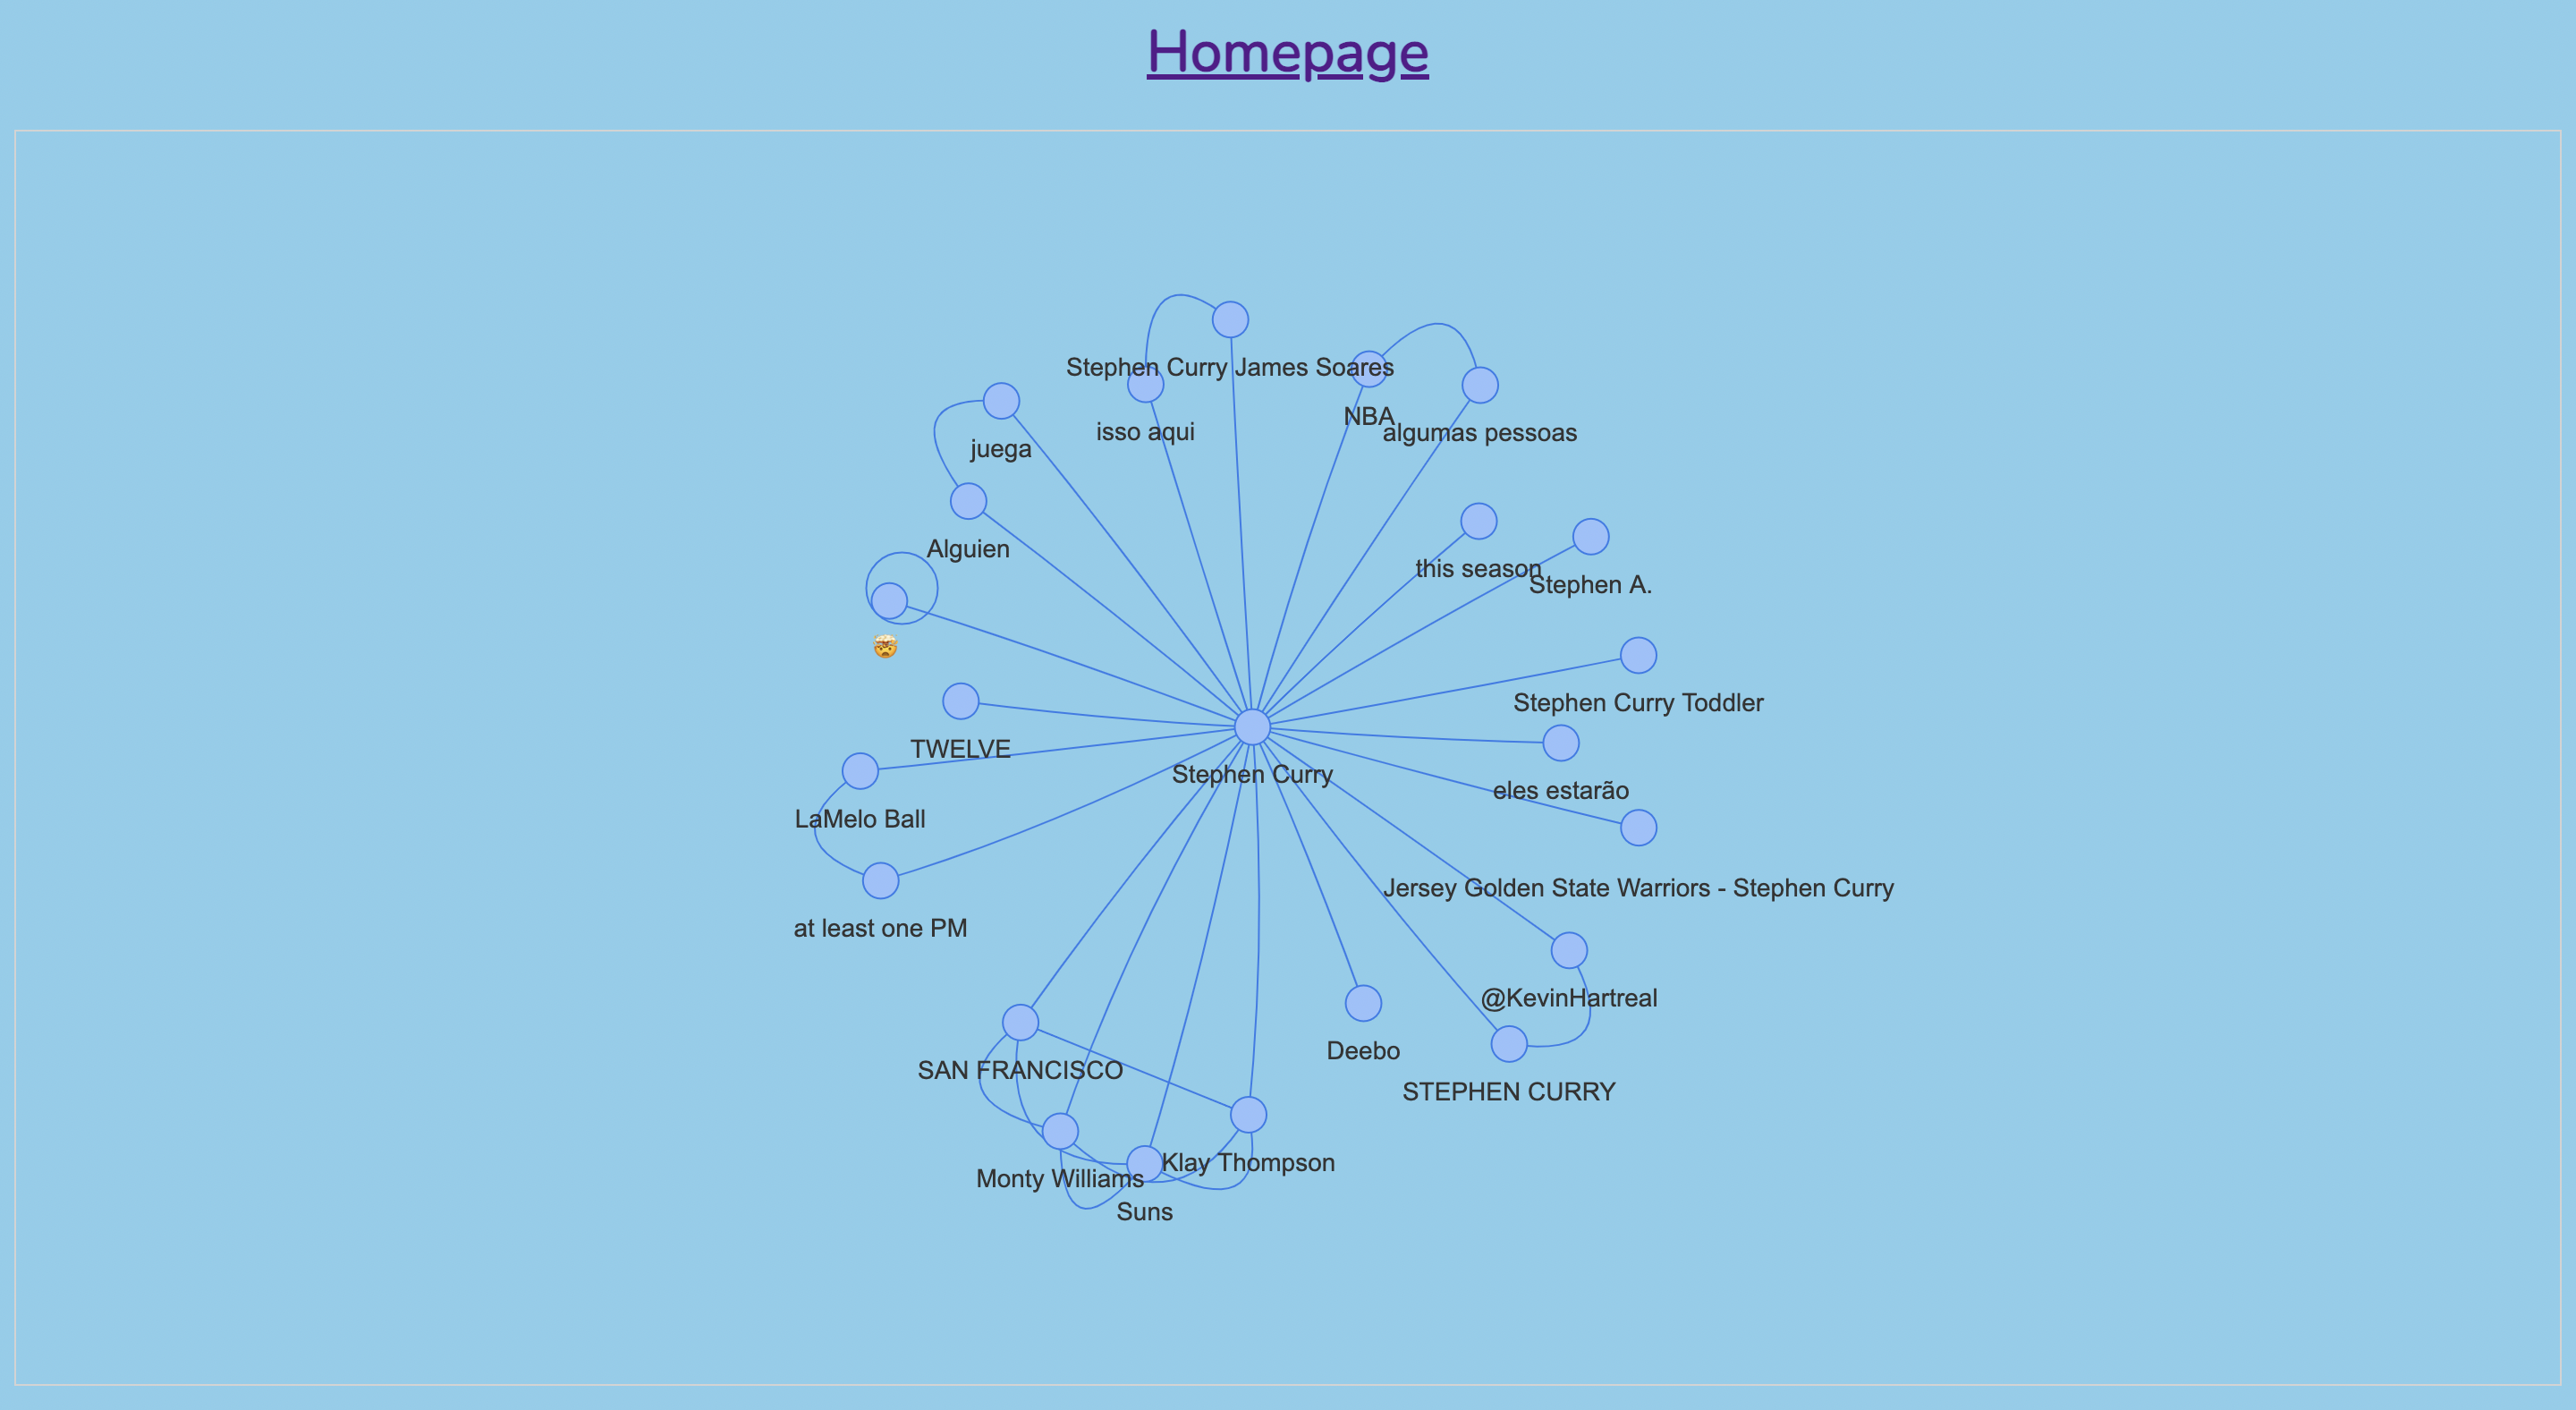 Homepage
Stephen Curry James Soares
NBA
isso aqui
algumas pessoas
juega
Alguien
this season
Stephen A.
🤯
Stephen Curry Toddler
TWELVE
Stephen Curry
eles estarão
LaMelo Ball
Jersey Golden State Warriors - Stephen Curry
at least one PM
@KevinHartreal
Deebo
SAN FRANCISCO
STEPHEN CURRY
Klay Thompson
Monty Williams
Suns